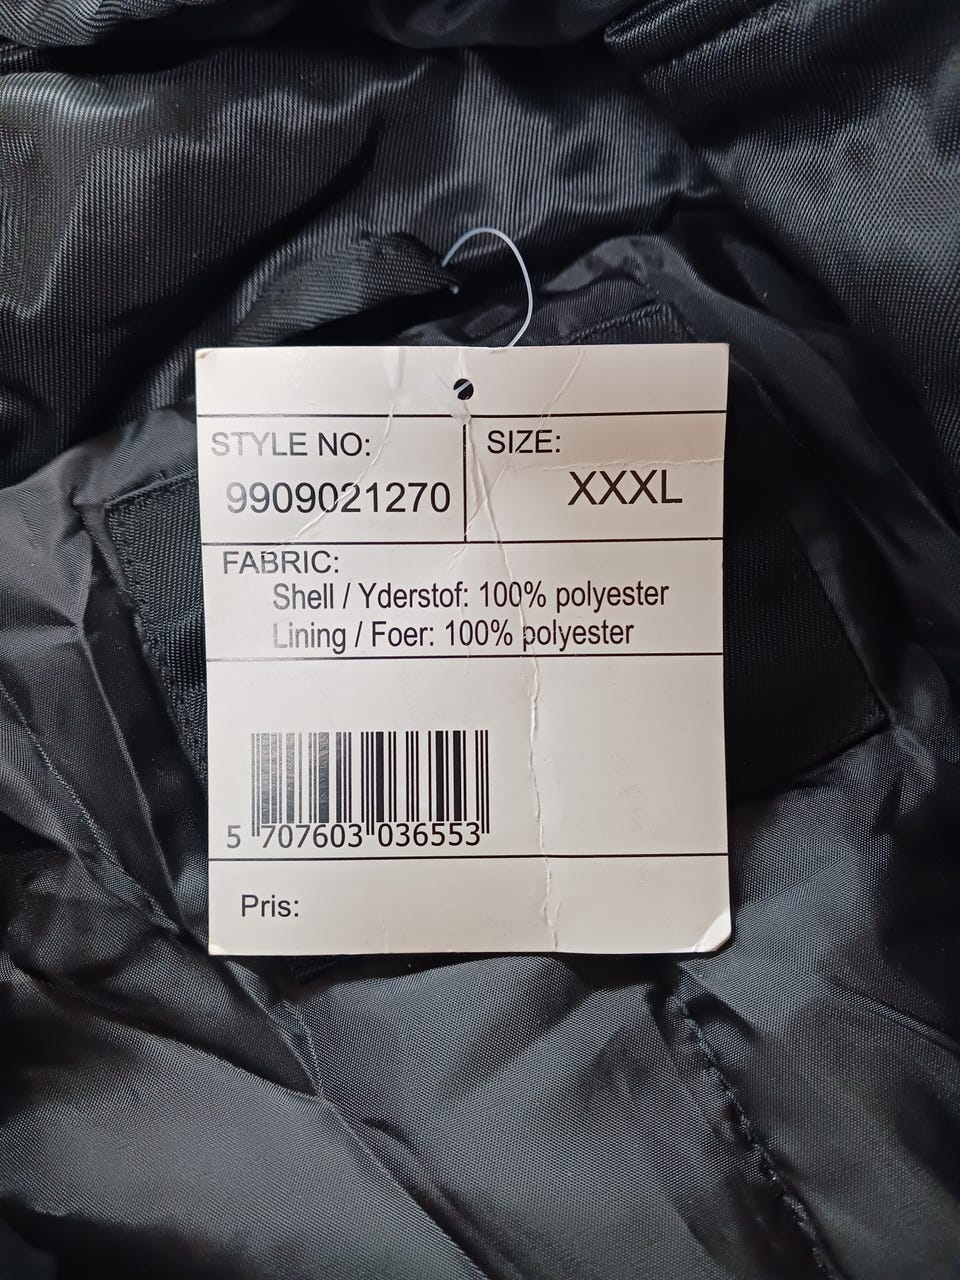 STYLE NO:
9909021270
SIZE:
XXXL
FABRIC:
Shell / Yderstof: 100% polyester
Lining / Foer: 100% polyester
5 707603 036553
Pris: